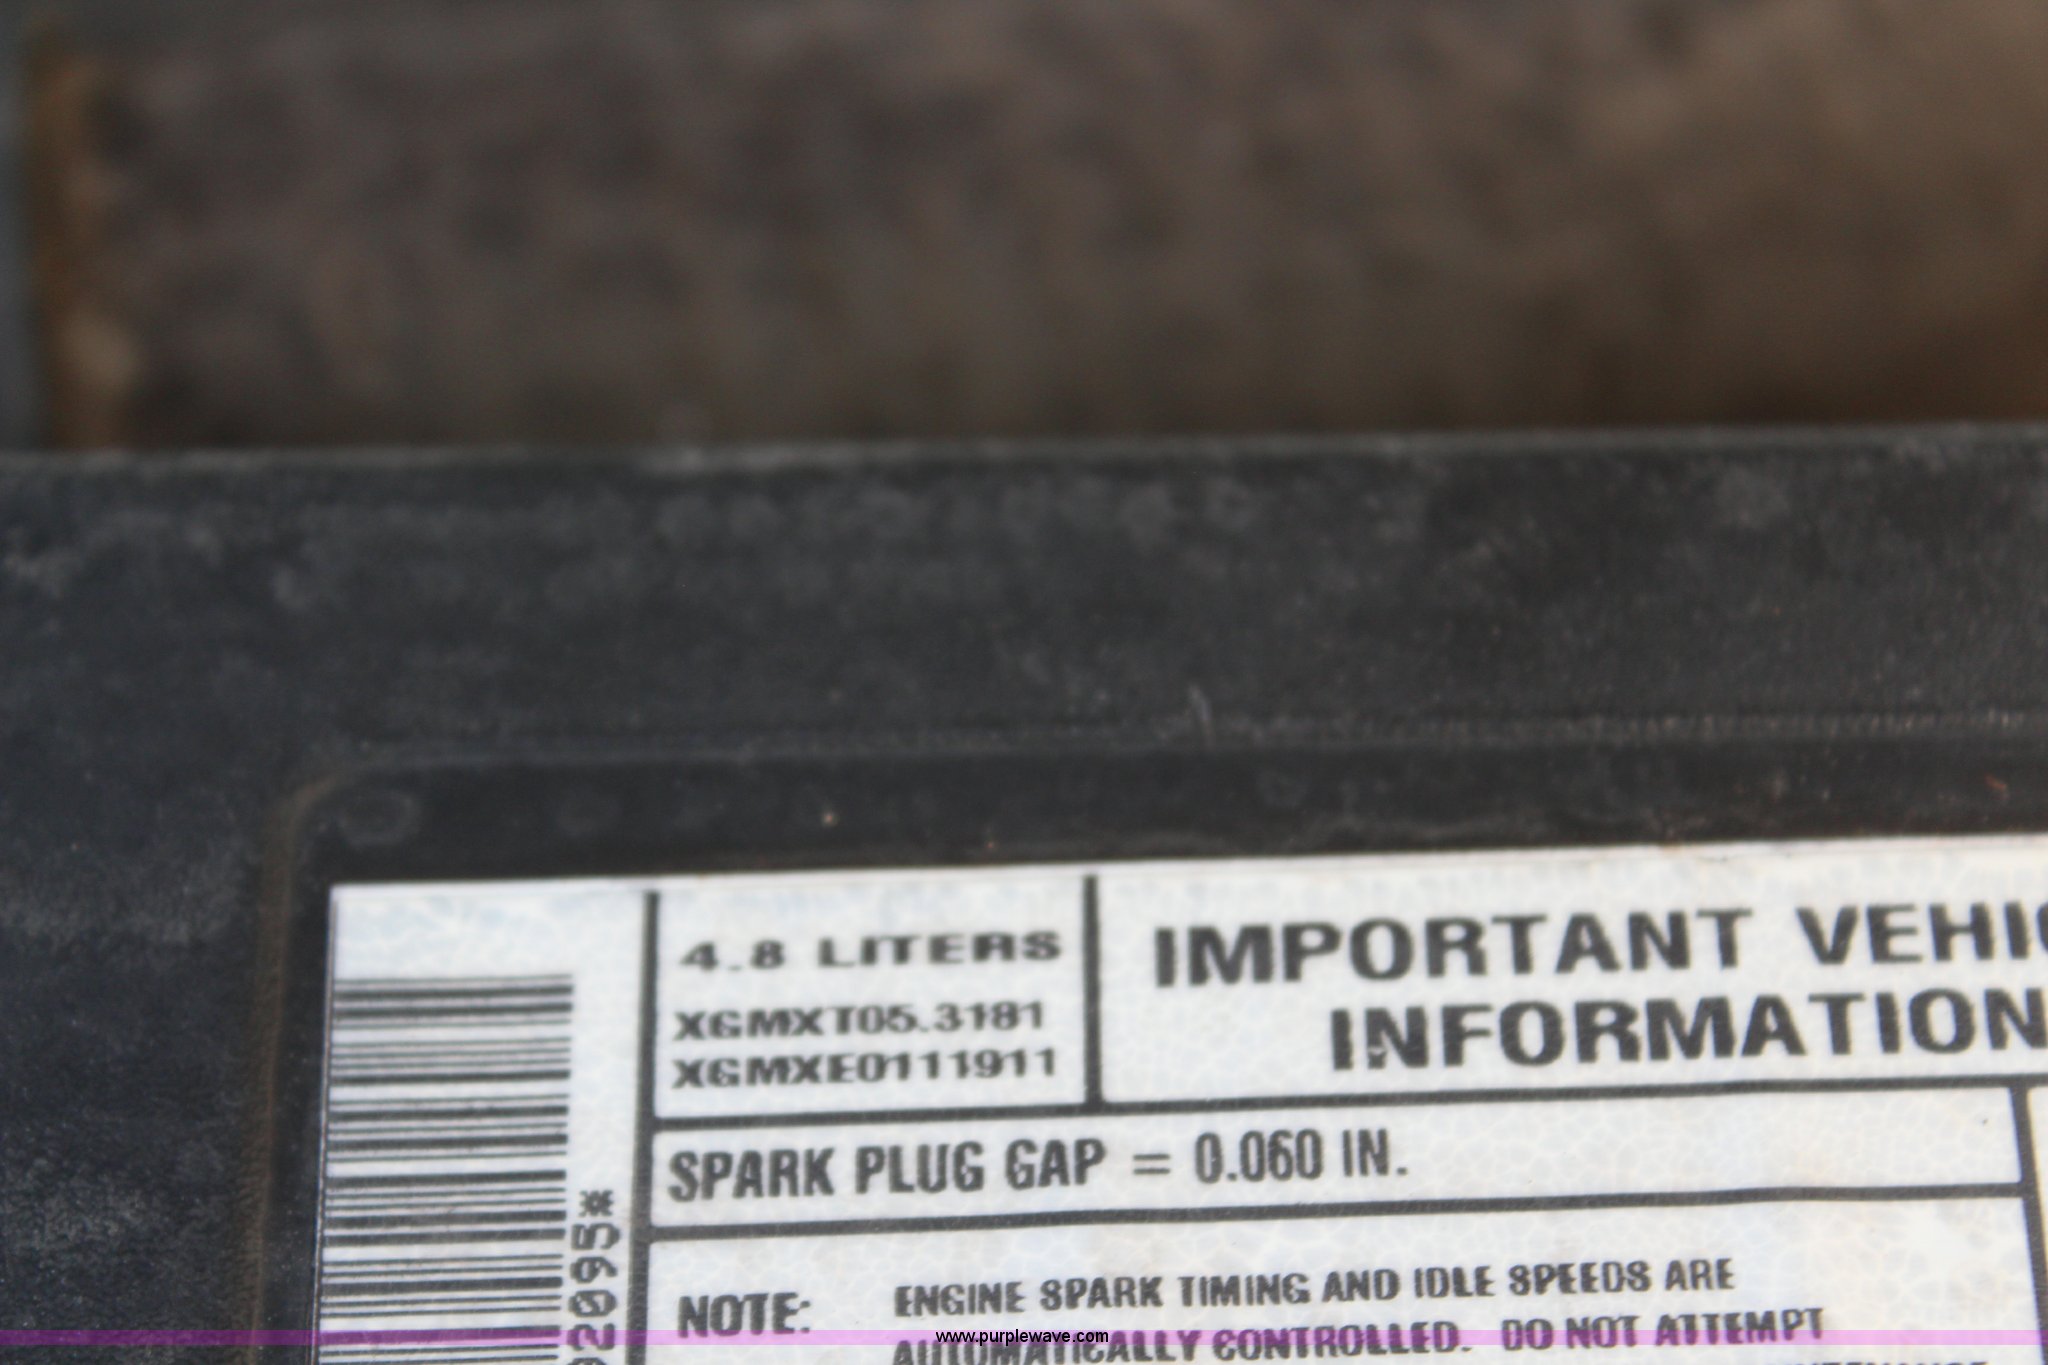 4.8 LITERS
XGMXT05.3181
XGMXE0111911
IMPORTANT
INFORMATION
SPARK PLUG GAP = 0.060 IN.
NOTE: ENGINE SPARK TIMING AND IDLE SPEEDS ARE
AUTOMATICALLY CONTROLLED. DO NOT ATTEMPT
2095*
www.purplewave.com